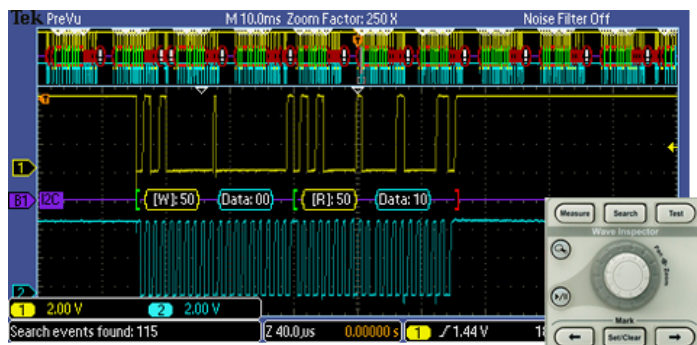 Tek PreVu M 10.0ms Zoom Factor: 250 X Noise Filter Off
1
B1 I2C [W]: 50 Data: 00 [R]: 50 Data: 10
2
1 2.00 V 2 2.00 V
Search events found: 115 Z 40.0µs 0.00000 s 1 1.44 V
Measure Search Test
Wave Inspector
Pan Zoom
Mark
← Set/Clear →